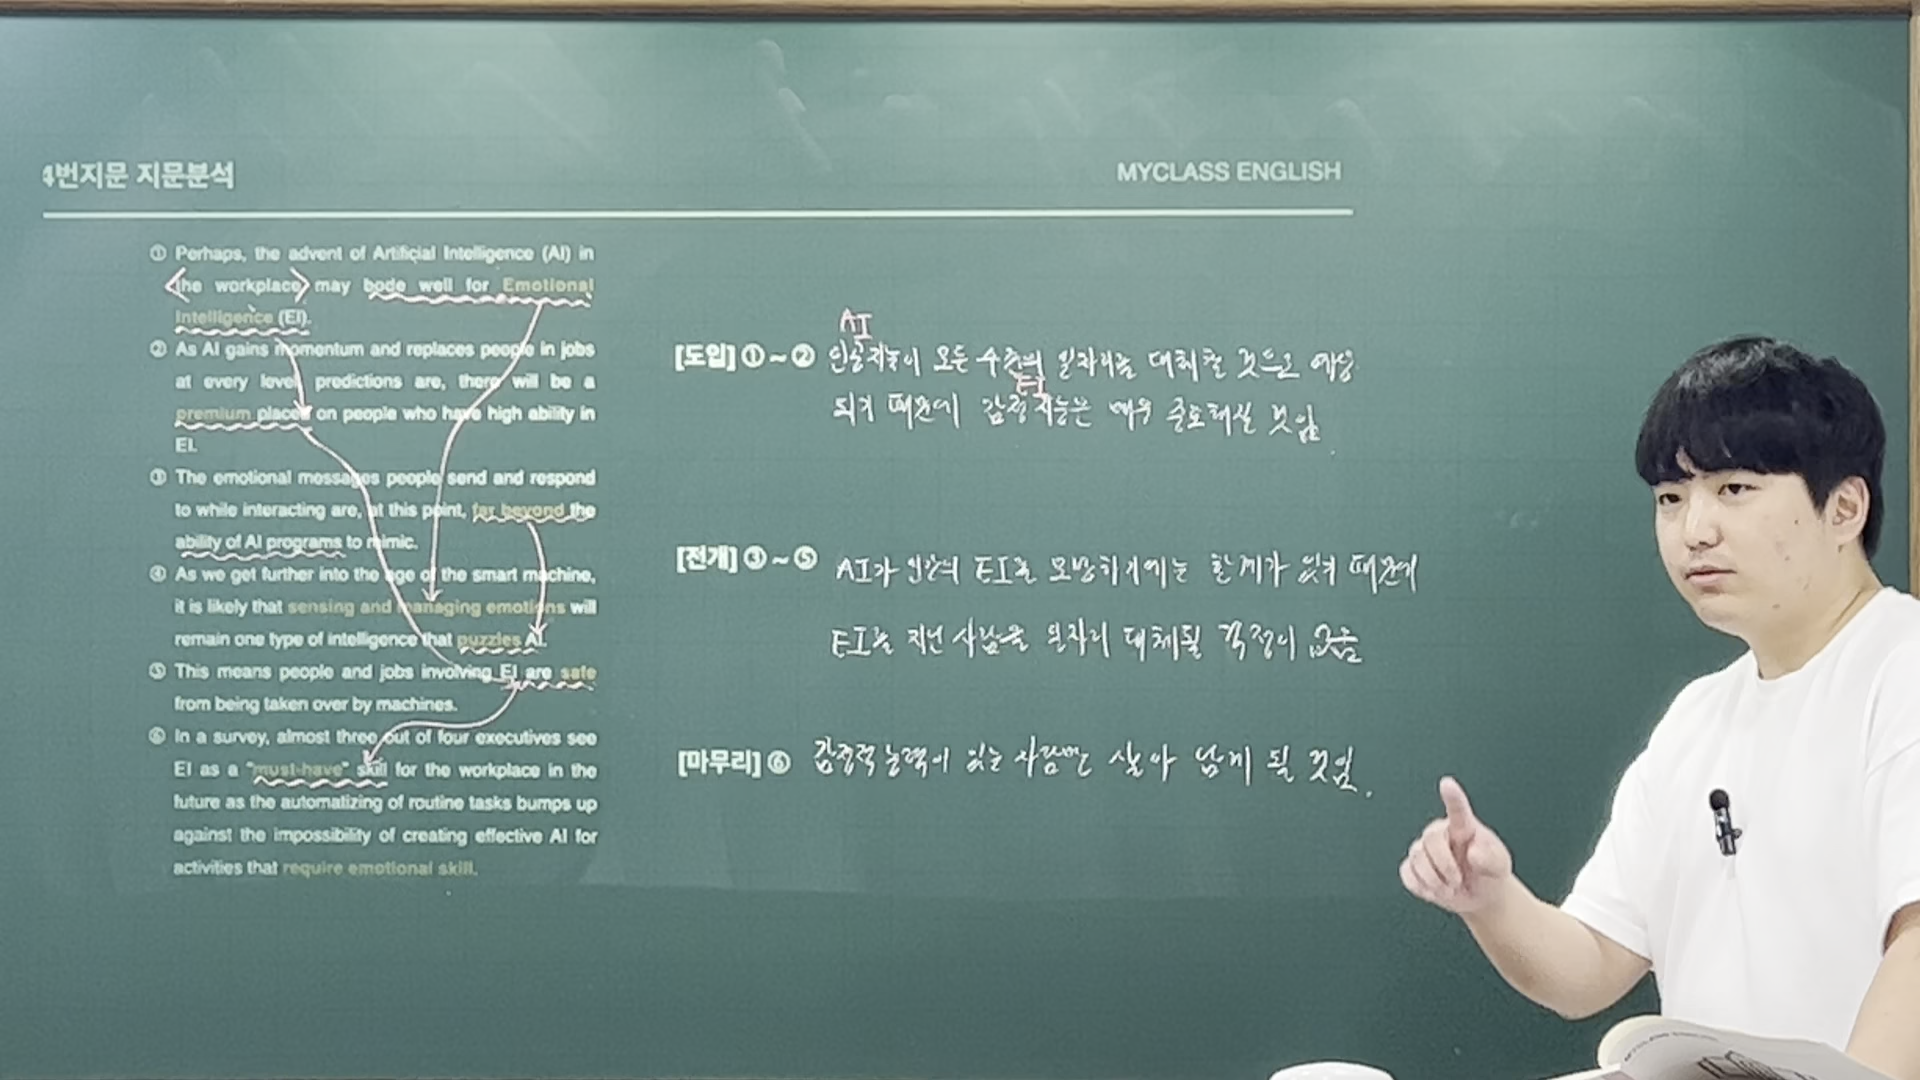 4번지문 지문분석
MYCLASS ENGLISH
① Perhaps, the advent of Artificial Intelligence (AI) in
the workplace may bode well for Emotional
Intelligence (EI).
② As AI gains momentum and replaces people in jobs
at every level, predictions are, there will be a
premium placed on people who have high ability in
EI.
③ The emotional messages people send and respond
to while interacting are, at this point, far beyond the
ability of AI programs to mimic.
④ As we get further into the age of the smart machine,
it is likely that sensing and managing emotions will
remain one type of intelligence that puzzles AI.
⑤ This means people and jobs involving EI are safe
from being taken over by machines.
⑥ In a survey, almost three out of four executives see
EI as a "must-have" skill for the workplace in the
future as the automatizing of routine tasks bumps up
against the impossibility of creating effective AI for
activities that require emotional skill.
AI
[도입] ①~② 인공지능이 모든 수준의 일자리를 대체할 것으로 예상
EI
되기 때문에 감정지능은 매우 중요해질 것임.
[전개] ③~⑤ AI가 인간의 EI를 모방하기에는 한계가 있기 때문에
EI를 지닌 사람을 일자리 대체될 걱정이 없음
[마무리] ⑥ 감정적 능력이 있는 사람만 살아 남게 될 것임.